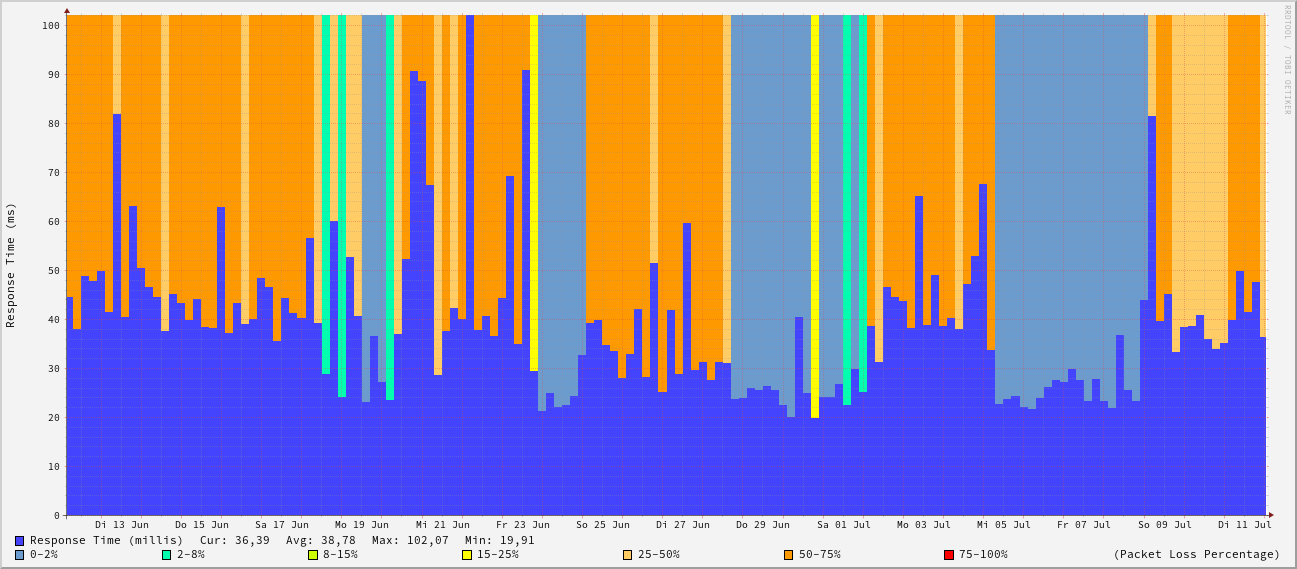 RRDTOOL / TOBI OETIKER
Response Time (ms)
100
90
80
70
60
50
40
30
20
10
0
Di 13 Jun Do 15 Jun Sa 17 Jun Mo 19 Jun Mi 21 Jun Fr 23 Jun So 25 Jun Di 27 Jun Do 29 Jun Sa 01 Jul Mo 03 Jul Mi 05 Jul Fr 07 Jul So 09 Jul Di 11 Jul
Response Time (millis) Cur: 36,39 Avg: 38,78 Max: 102,07 Min: 19,91
0-2% 2-8% 8-15% 15-25% 25-50% 50-75% 75-100% (Packet Loss Percentage)